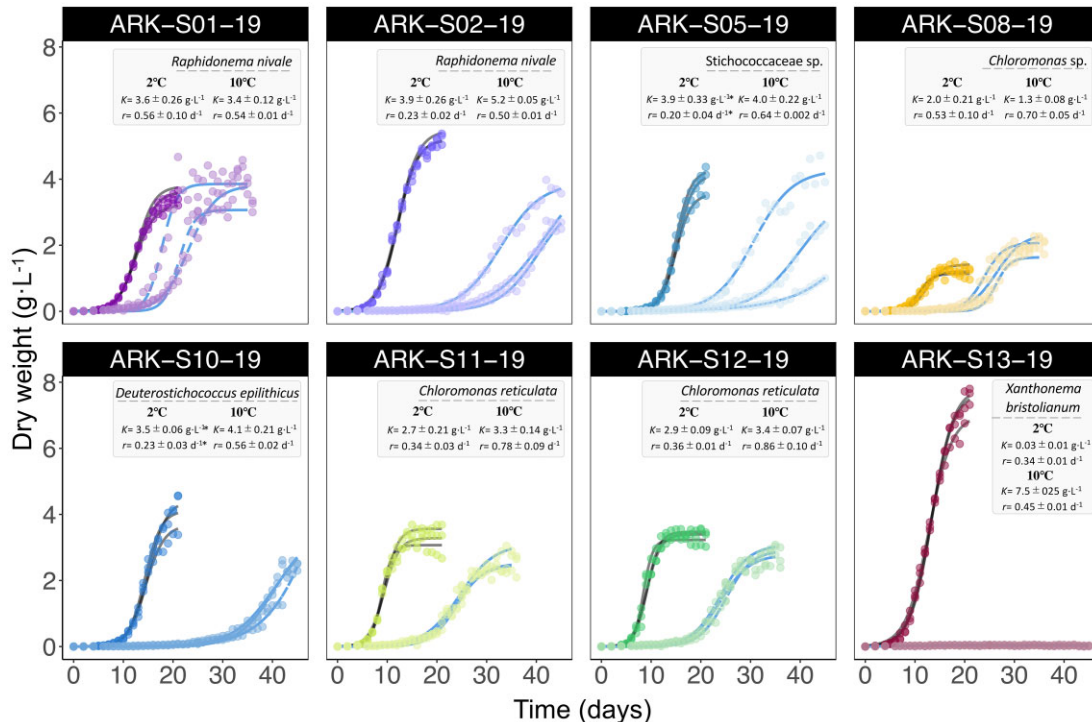 ARK-S01-19
ARK-S02-19
ARK-S05-19
ARK-S08-19
Raphidonema nivale
2°C 10°C
K= 3.6 ± 0.26 g·L⁻¹ K= 3.4 ± 0.12 g·L⁻¹
r= 0.56 ± 0.10 d⁻¹ r= 0.54 ± 0.01 d⁻¹
Raphidonema nivale
2°C 10°C
K= 3.9 ± 0.26 g·L⁻¹ K= 5.2 ± 0.05 g·L⁻¹
r= 0.23 ± 0.02 d⁻¹ r= 0.50 ± 0.01 d⁻¹
Stichococcaceae sp.
2°C 10°C
K= 3.9 ± 0.33 g·L⁻¹* K= 4.0 ± 0.22 g·L⁻¹
r= 0.20 ± 0.04 d⁻¹* r= 0.64 ± 0.002 d⁻¹
Chloromonas sp.
2°C 10°C
K= 2.0 ± 0.21 g·L⁻¹ K= 1.3 ± 0.08 g·L⁻¹
r= 0.53 ± 0.10 d⁻¹ r= 0.70 ± 0.05 d⁻¹
8
6
4
2
0
ARK-S10-19
ARK-S11-19
ARK-S12-19
ARK-S13-19
Deuterostichococcus epilithicus
2°C 10°C
K= 3.5 ± 0.06 g·L⁻¹* K= 4.1 ± 0.21 g·L⁻¹
r= 0.23 ± 0.03 d⁻¹* r= 0.56 ± 0.02 d⁻¹
Chloromonas reticulata
2°C 10°C
K= 2.7 ± 0.21 g·L⁻¹ K= 3.3 ± 0.14 g·L⁻¹
r= 0.34 ± 0.03 d⁻¹ r= 0.78 ± 0.09 d⁻¹
Chloromonas reticulata
2°C 10°C
K= 2.9 ± 0.09 g·L⁻¹ K= 3.4 ± 0.07 g·L⁻¹
r= 0.36 ± 0.01 d⁻¹ r= 0.86 ± 0.10 d⁻¹
Xanthonema
bristolianum
2°C
K= 0.03 ± 0.01 g·L⁻¹
r= 0.34 ± 0.01 d⁻¹
10°C
K= 7.5 ± 025 g·L⁻¹
r= 0.45 ± 0.01 d⁻¹
8
6
4
2
0
Dry weight (g·L⁻¹)
0 10 20 30 40
0 10 20 30 40
0 10 20 30 40
0 10 20 30 40
Time (days)